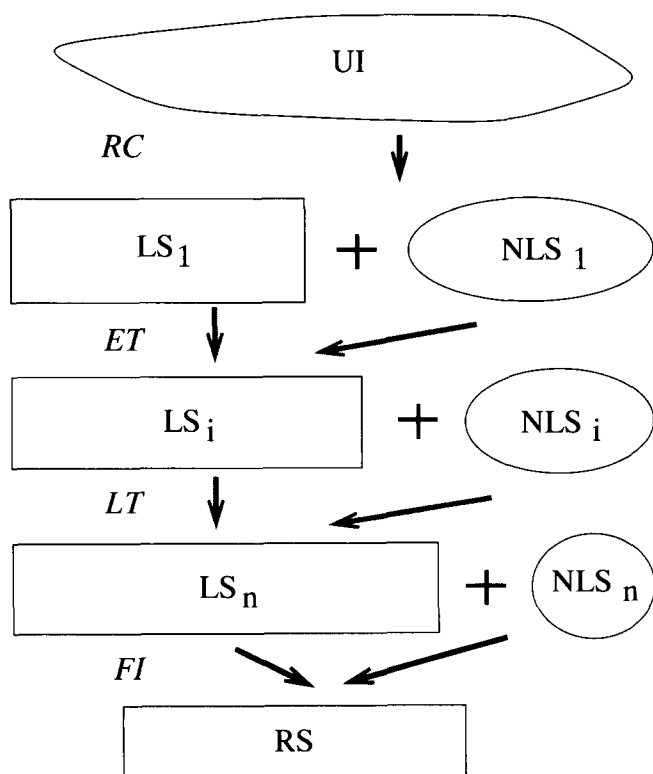 UI
RC
LS₁ + NLS₁
ET
LSᵢ + NLSᵢ
LT
LSₙ + NLSₙ
FI
RS